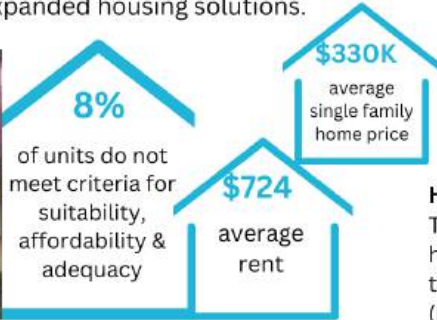 panded housing solutions.
8%
of units do not
meet criteria for
suitability,
affordability &
adequacy
$724
average
rent
$330K
average
single family
home price